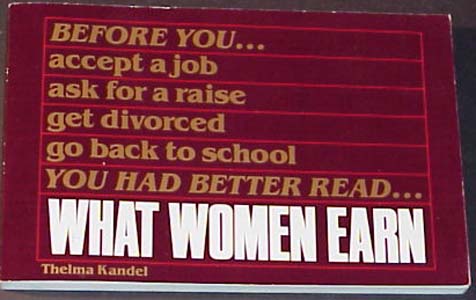 BEFORE YOU...
accept a job
ask for a raise
get divorced
go back to school
YOU HAD BETTER READ...
WHAT WOMEN EARN
Thelma Kandel